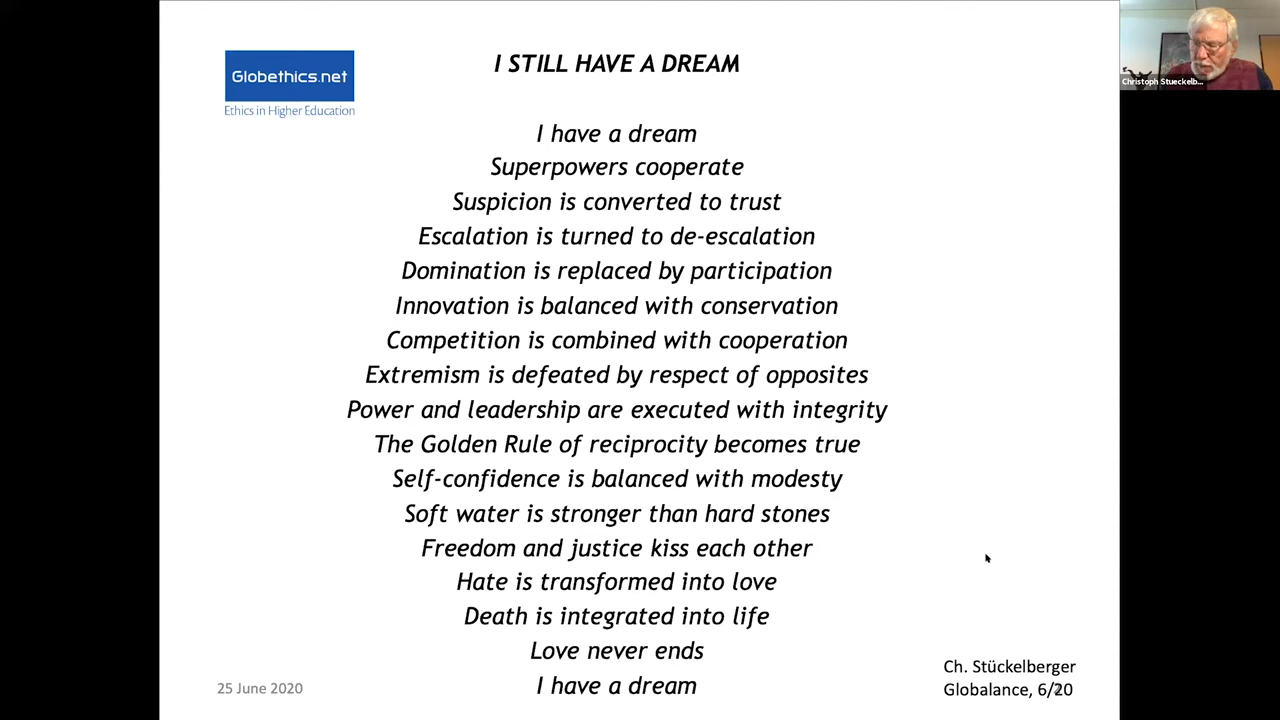 I STILL HAVE A DREAM
Globethics.net
Ethics in Higher Education
I have a dream
Superpowers cooperate
Suspicion is converted to trust
Escalation is turned to de-escalation
Domination is replaced by participation
Innovation is balanced with conservation
Competition is combined with cooperation
Extremism is defeated by respect of opposites
Power and leadership are executed with integrity
The Golden Rule of reciprocity becomes true
Self-confidence is balanced with modesty
Soft water is stronger than hard stones
Freedom and justice kiss each other
Hate is transformed into love
Death is integrated into life
Love never ends
I have a dream
25 June 2020
Ch. Stückelberger
Globalance, 6/20
Christoph Stueckelb...